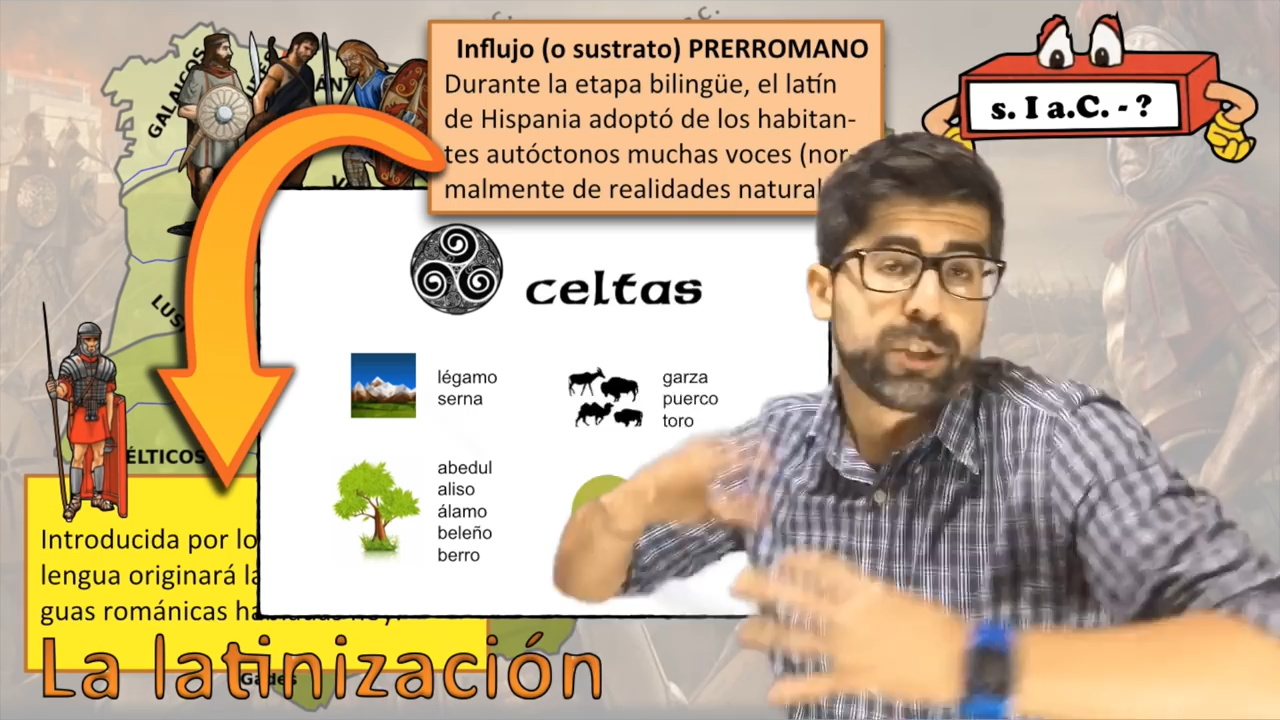 Influjo (o sustrato) PRERROMANO
Durante la etapa bilingüe, el latín
de Hispania adoptó de los habitan-
tes autóctonos muchas voces (nor-
malmente de realidades natural
s. I a.C. - ?
GALAICOS
celtas
légamo
serna
garza
puerco
toro
abedul
aliso
álamo
beleño
berro
ÉLTICOS
Introducida por lo
lengua originará la
guas románicas
La latinización
Gades